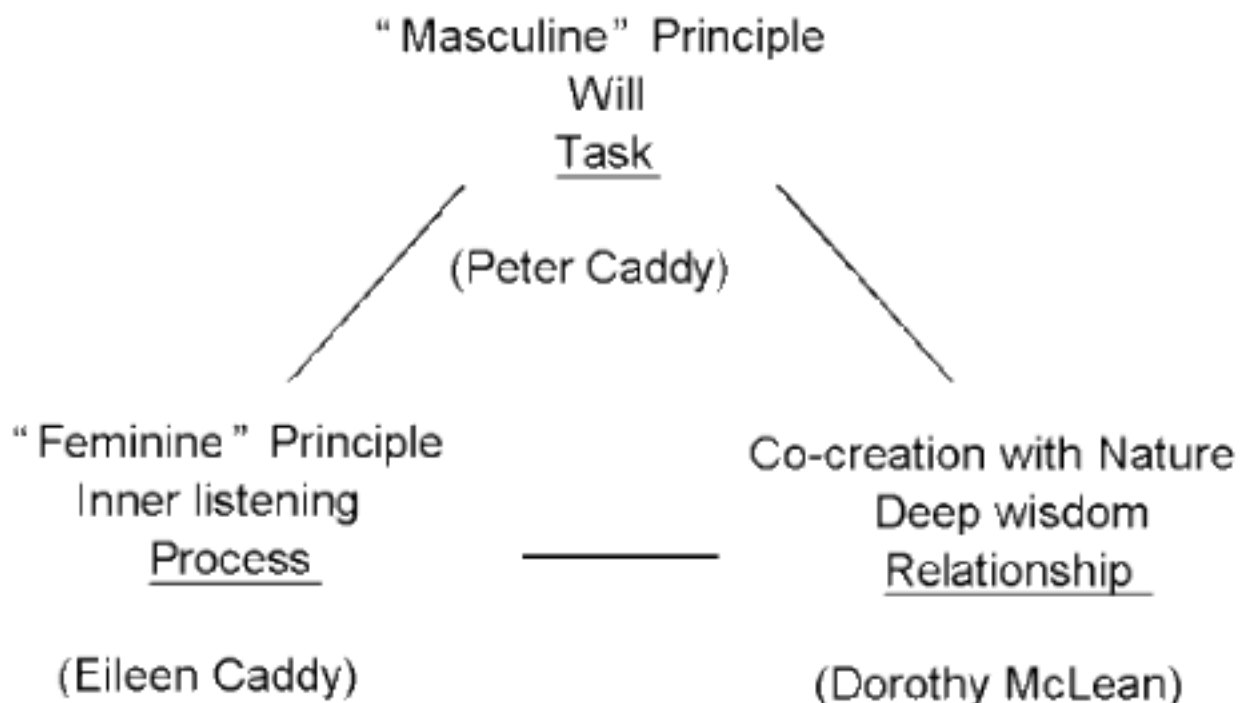 “Masculine” Principle
Will
Task
(Peter Caddy)
“Feminine” Principle
Inner listening
Process
(Eileen Caddy)
Co-creation with Nature
Deep wisdom
Relationship
(Dorothy McLean)